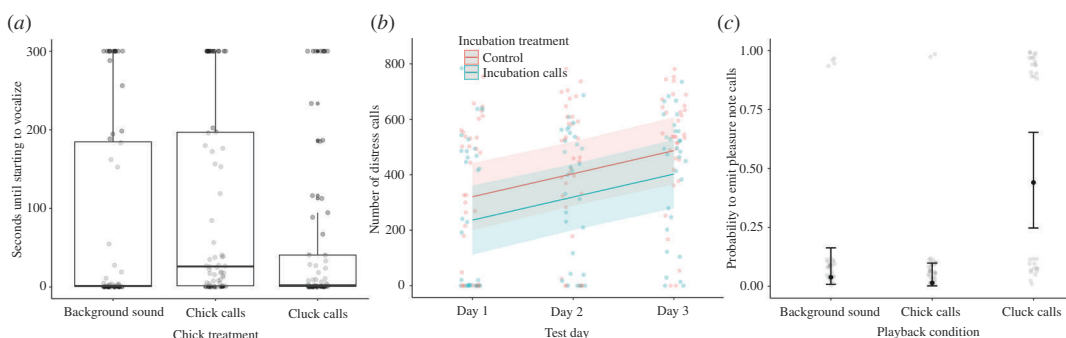 (a)
Seconds until starting to vocalize
300
200
100
0
Background sound
Chick calls
Cluck calls
Chick treatment
(b)
Number of distress calls
Incubation treatment
Control
Incubation calls
800
600
400
200
0
Day 1
Day 2
Day 3
Test day
(c)
Probability to emit pleasure note calls
1.00
0.75
0.50
0.25
0.00
Background sound
Chick calls
Cluck calls
Playback condition